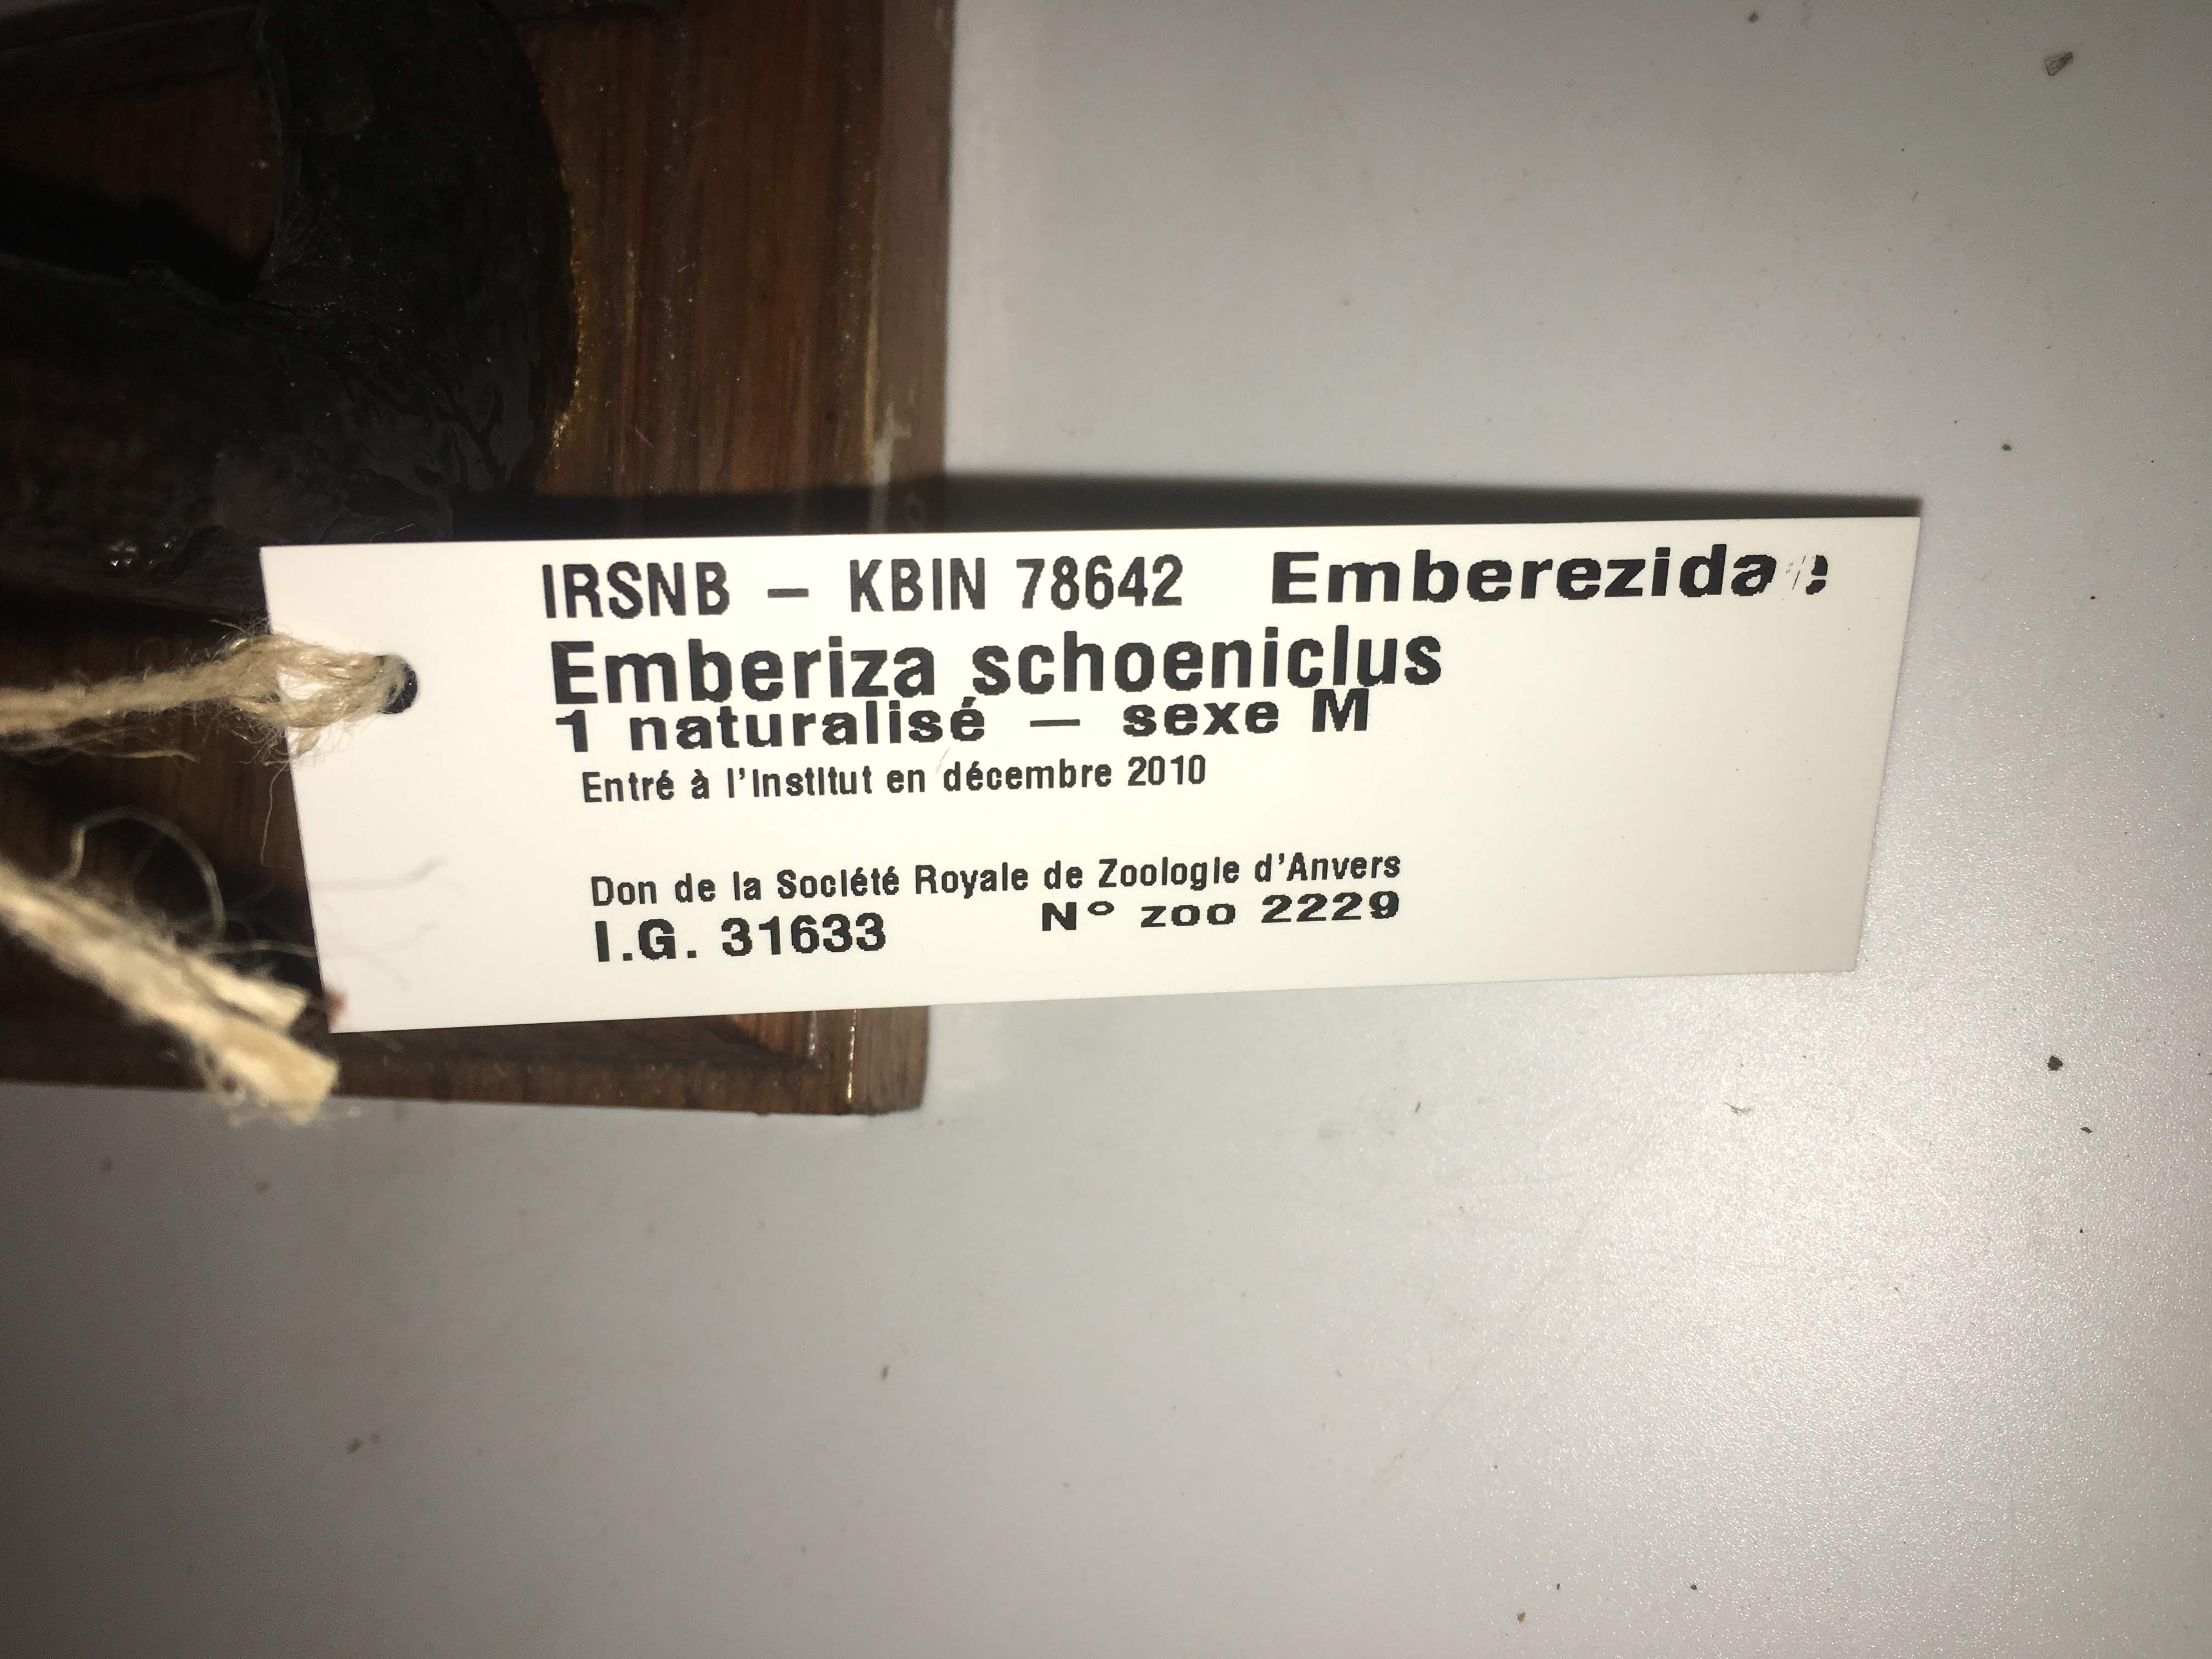 IRSNB – KBIN 78642 Emberezidae
Emberiza schoeniclus
1 naturalisé – sexe M
Entré à l'Institut en décembre 2010
Don de la Société Royale de Zoologie d'Anvers
I.G. 31633 N° zoo 2229